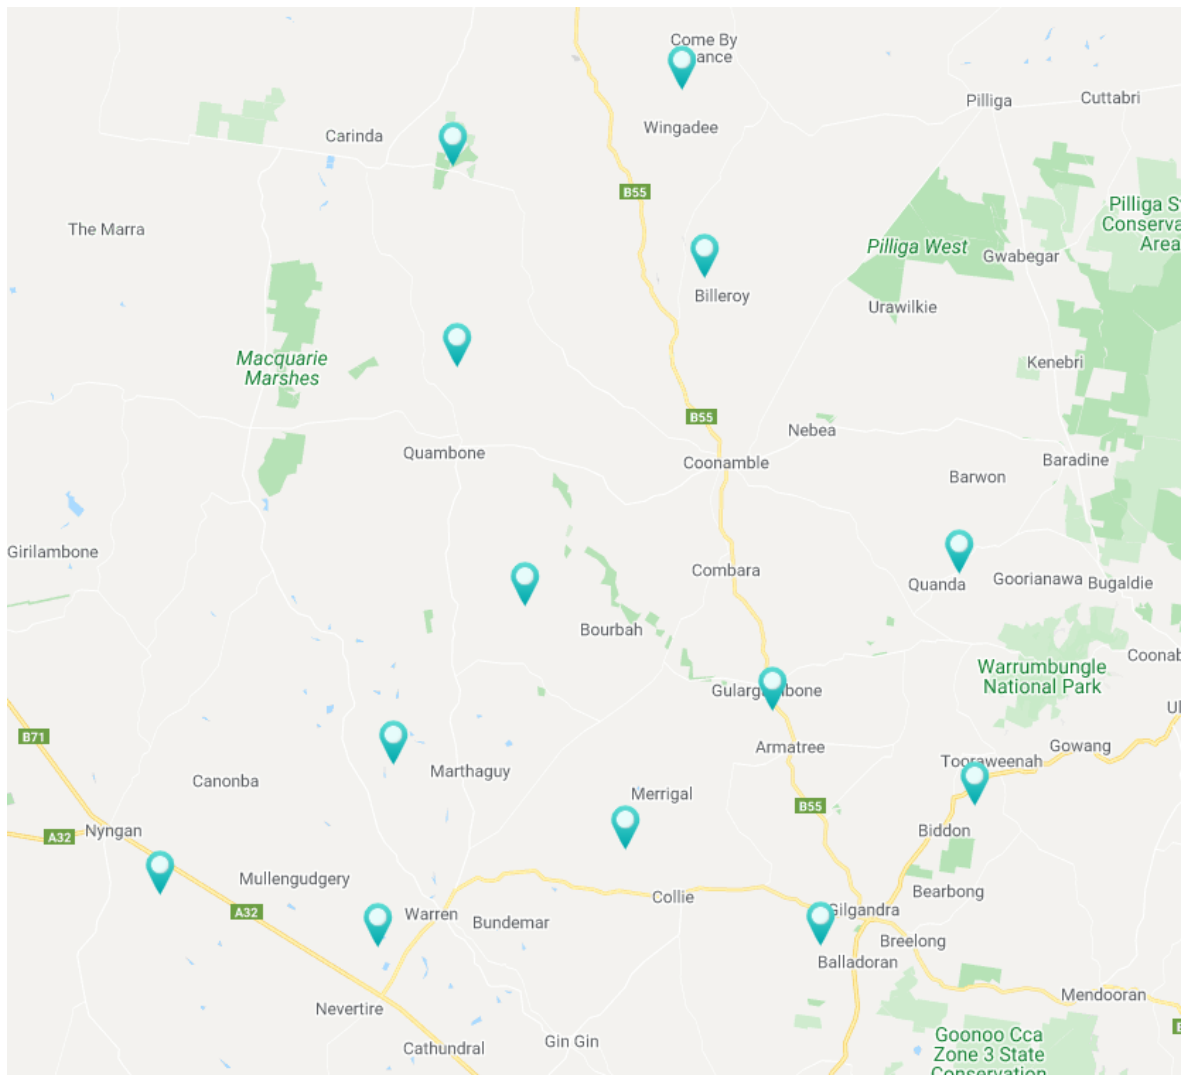 Come By
ance
Pilliga
Cuttabri
Wingadee
Carinda
B55
Pilliga S
Conserva
Area
The Marra
Pilliga West
Gwabegar
Billeroy
Urawilkie
Macquarie
Marshes
Kenebri
B55
Nebea
Quambone
Coonamble
Baradine
Barwon
Girilambone
Combara
Quanda
Goorianawa
Bugaldie
Bourbah
Coonab
Warrumbungle
National Park
Gularg
bone
Ul
B71
Armatree
Gowang
Tooraweenah
Marthaguy
Canonba
Merrigal
B55
Nyngan
A32
Biddon
Mullengudgery
Bearbong
Collie
A32
Warren
Gilgandra
Bundemar
Breelong
Balladoran
Mendooran
Nevertire
Gin Gin
Goonoo Cca
Zone 3 State
Conservation
Cathundral